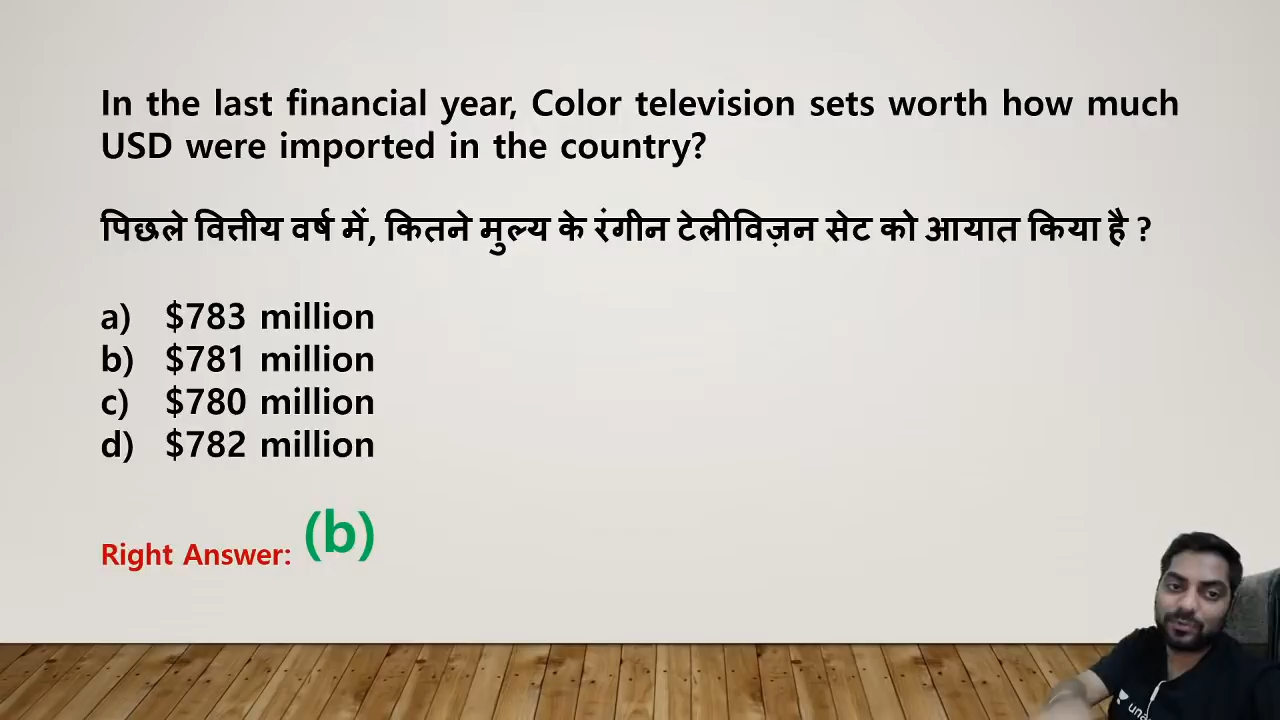 In the last financial year, Color television sets worth how much
USD were imported in the country?
पिछले वित्तीय वर्ष में, कितने मुल्य के रंगीन टेलीविज़न सेट को आयात किया है ?
a) $783 million
b) $781 million
c) $780 million
d) $782 million
Right Answer: (b)